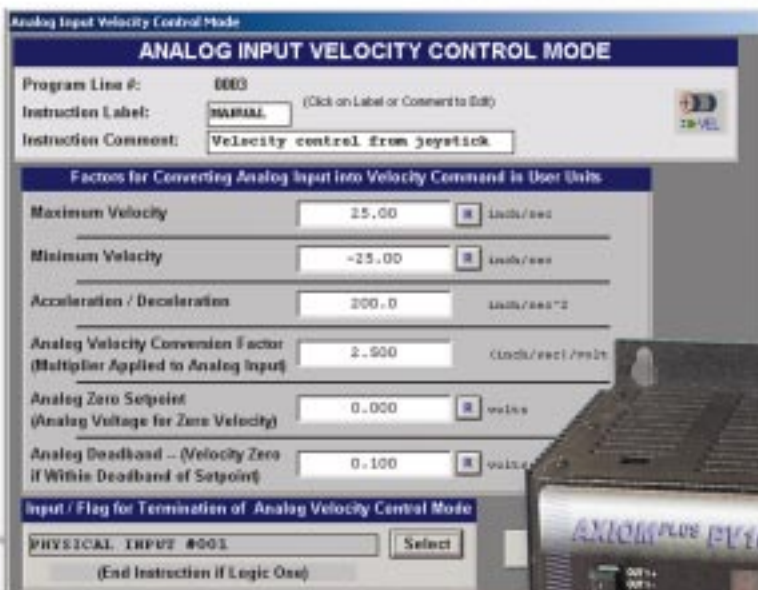 Analog Input Velocity Control Mode
ANALOG INPUT VELOCITY CONTROL MODE
Program Line #: 0003
Instruction Label: MANUAL (Click on Label or Comment to Edit)
Instruction Comment: Velocity control from joystick
Factors for Converting Analog Input into Velocity Command in User Units
Maximum Velocity 25.00 R inch/sec
Minimum Velocity -25.00 R inch/sec
Acceleration / Deceleration 200.0 inch/sec^2
Analog Velocity Conversion Factor
(Multiplier Applied to Analog Input) 2.500 (inch/sec)/volt
Analog Zero Setpoint
(Analog Voltage for Zero Velocity) 0.000 R volts
Analog Deadband -- (Velocity Zero
if Within Deadband of Setpoint) 0.100 R volts
Input / Flag for Termination of Analog Velocity Control Mode
PHYSICAL INPUT #001 Select
(End Instruction if Logic One)
AXIOM PLUS